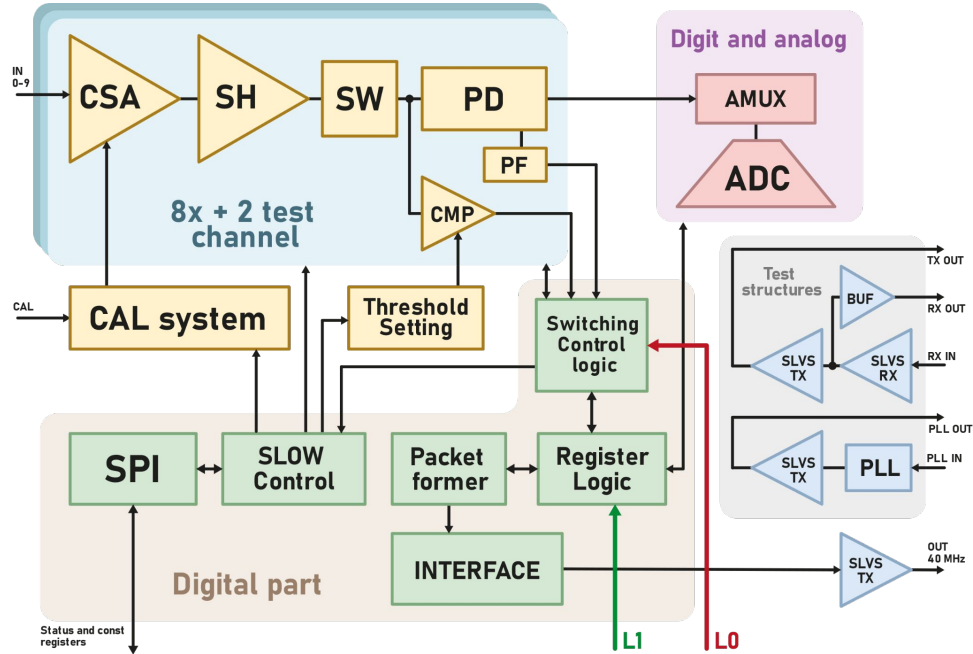 IN
0-9
CSA
SH
SW
PD
PF
CMP
8x + 2 test
channel
Digit and analog
AMUX
ADC
CAL
CAL system
Threshold
Setting
Switching
Control
logic
Test
structures
TX OUT
BUF
RX OUT
SLVS
TX
SLVS
RX
RX IN
PLL OUT
SLVS
TX
PLL
PLL IN
SPI
SLOW
Control
Packet
former
Register
Logic
INTERFACE
Digital part
SLVS
TX
OUT
40 MHz
Status and const
registers
L1
L0